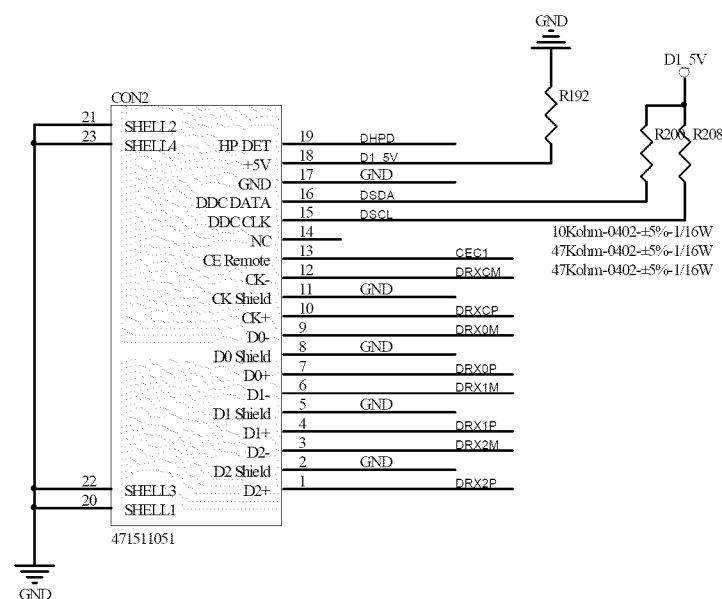 GND
D1_5V
CON2
R192
21
SHELL2
23
SHELL4
HP DET 19 DHPD
+5V 18 D1_5V
GND 17 GND
DDC DATA 16 DSDA
DDC CLK 15 DSCL
NC 14
CE Remote 13 CEC1
CK- 12 DRXCM
CK Shield 11 GND
CK+ 10 DRXCP
D0- 9 DRX0M
D0 Shield 8 GND
D0+ 7 DRX0P
D1- 6 DRX1M
D1 Shield 5 GND
D1+ 4 DRX1P
D2- 3 DRX2M
D2 Shield 2 GND
D2+ 1 DRX2P
R200 R208
10Kohm-0402-±5%-1/16W
47Kohm-0402-±5%-1/16W
47Kohm-0402-±5%-1/16W
22
SHELL3
20
SHELL1
471511051
GND